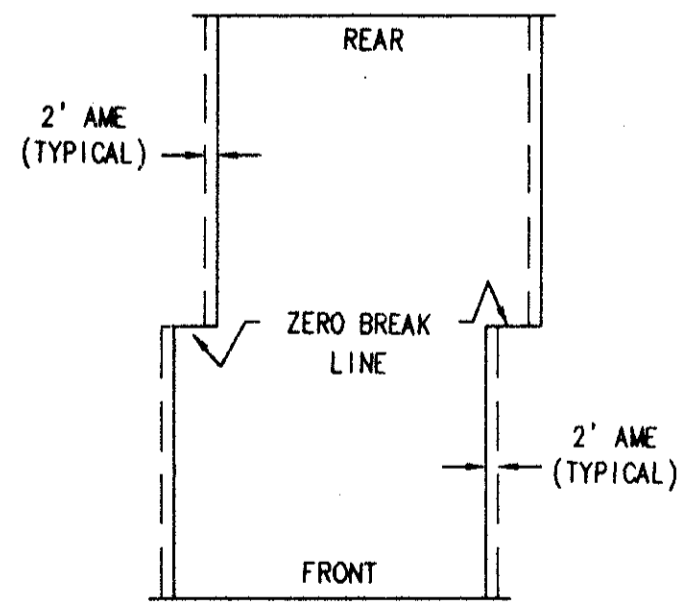 REAR
2' AME
(TYPICAL)
ZERO BREAK
LINE
2' AME
(TYPICAL)
FRONT